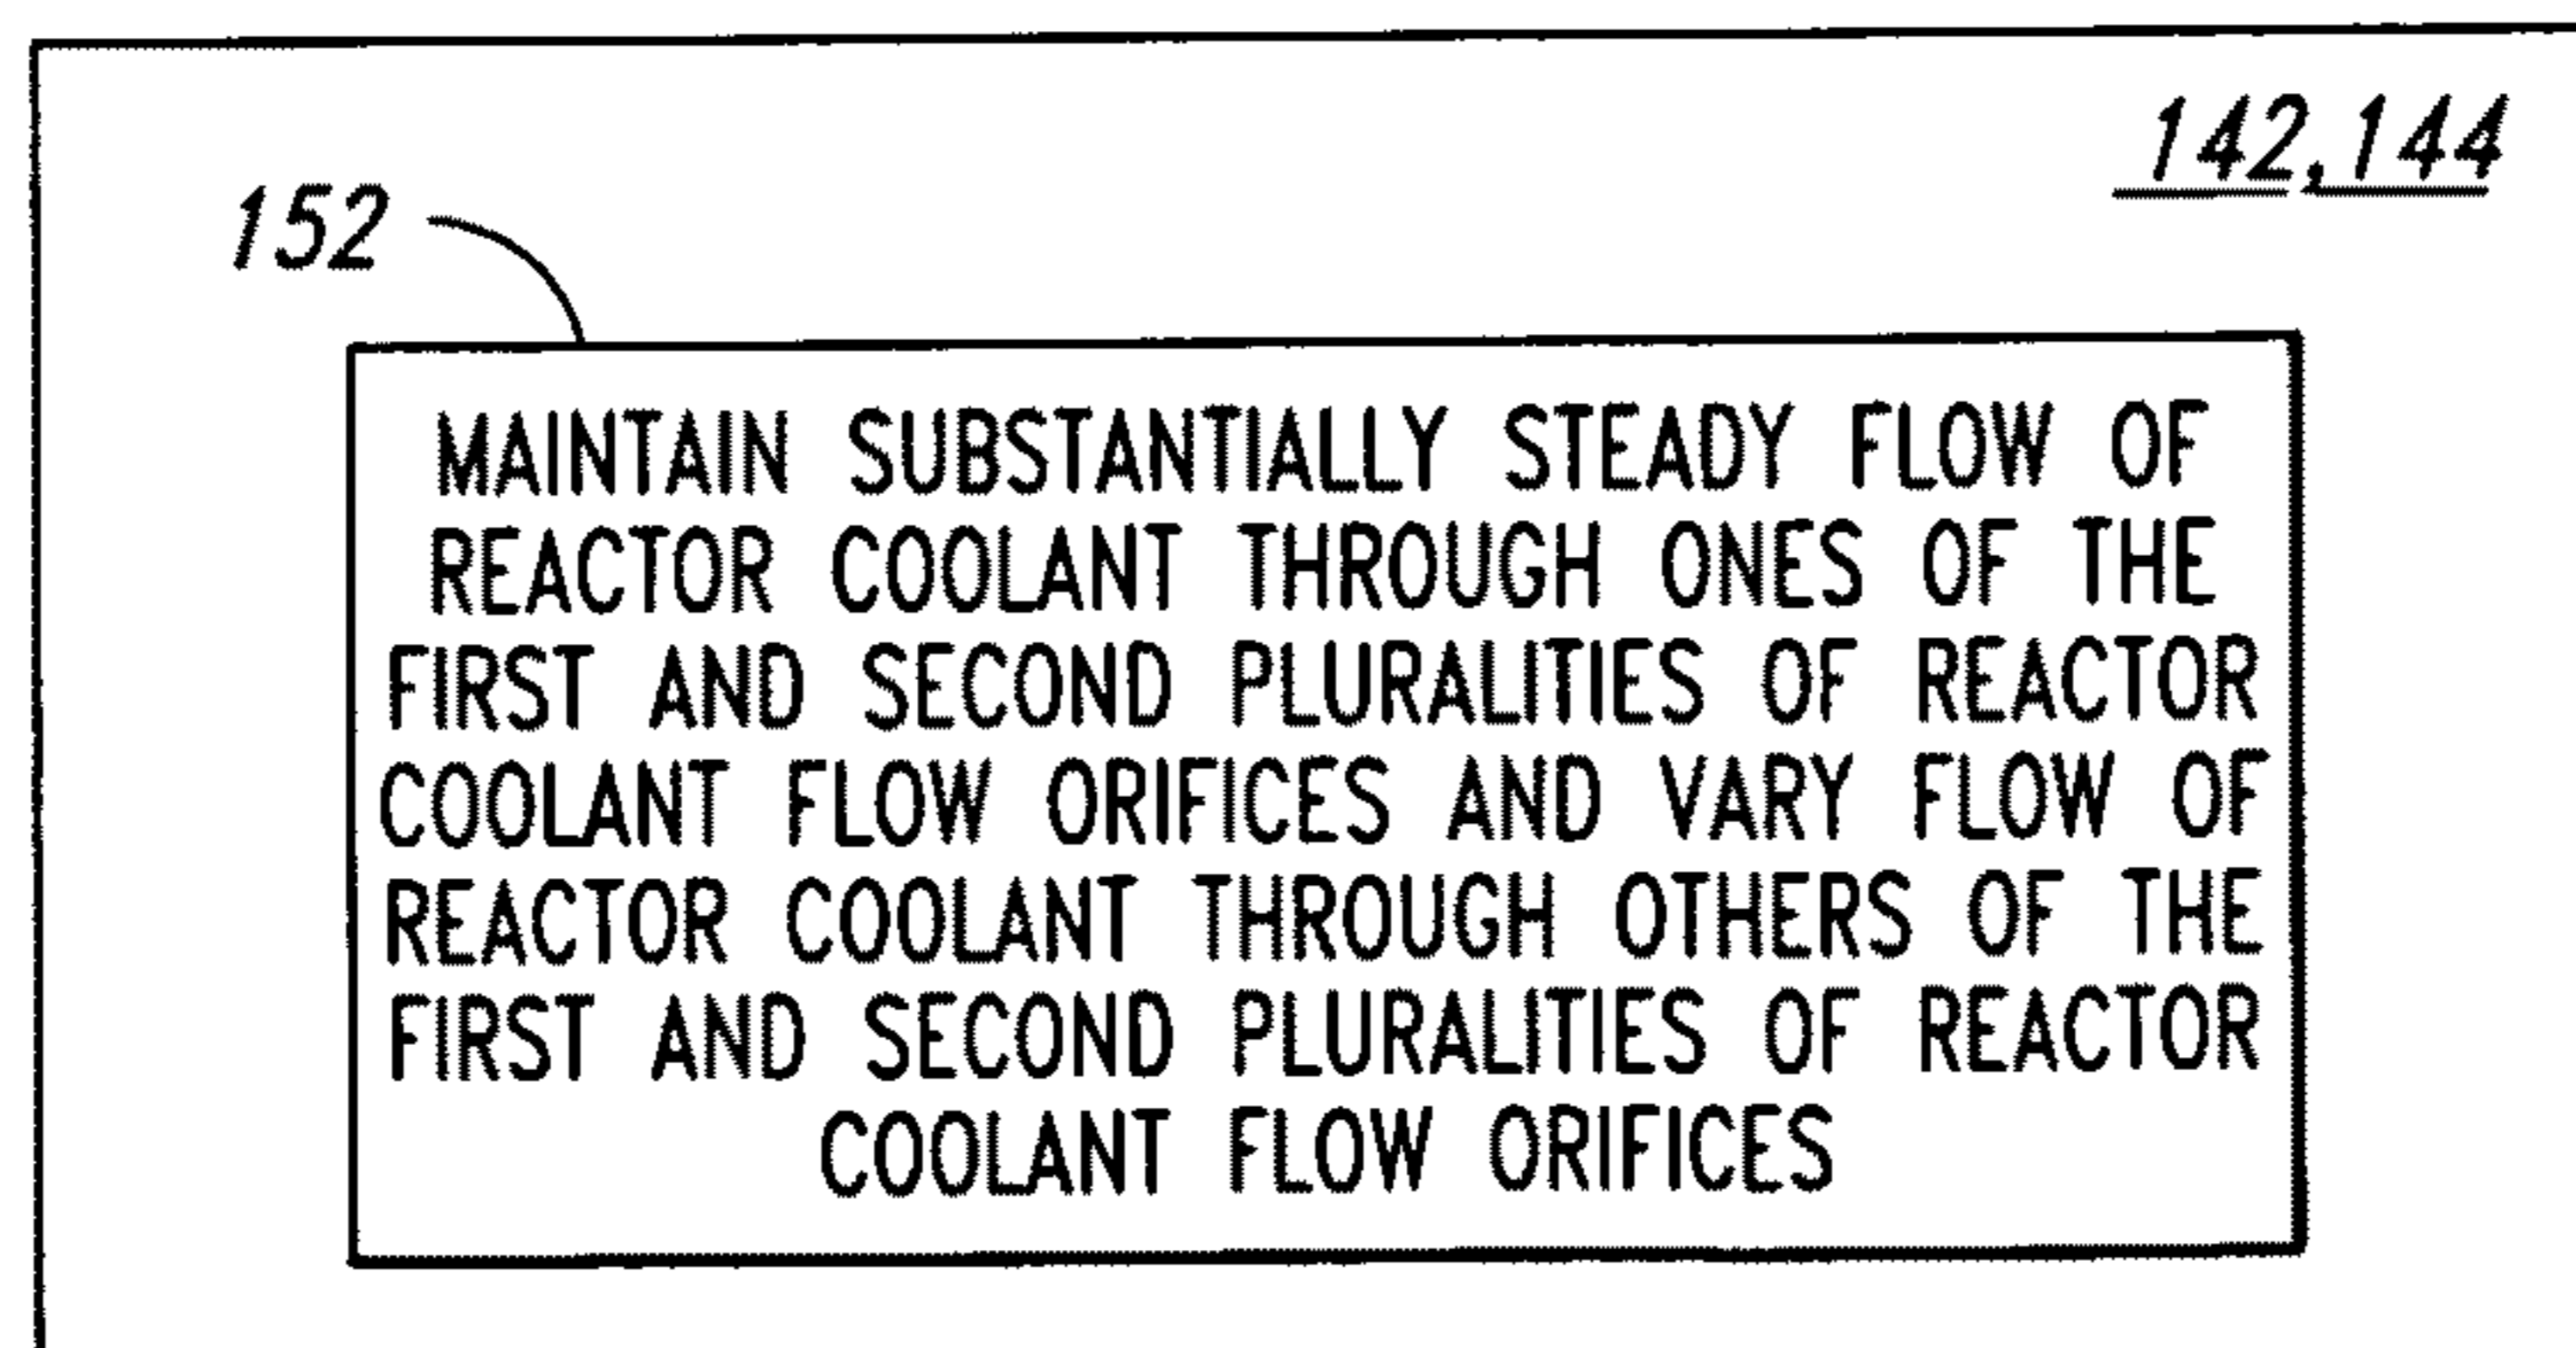 142,144
152
MAINTAIN SUBSTANTIALLY STEADY FLOW OF
REACTOR COOLANT THROUGH ONES OF THE
FIRST AND SECOND PLURALITIES OF REACTOR
COOLANT FLOW ORIFICES AND VARY FLOW OF
REACTOR COOLANT THROUGH OTHERS OF THE
FIRST AND SECOND PLURALITIES OF REACTOR
COOLANT FLOW ORIFICES